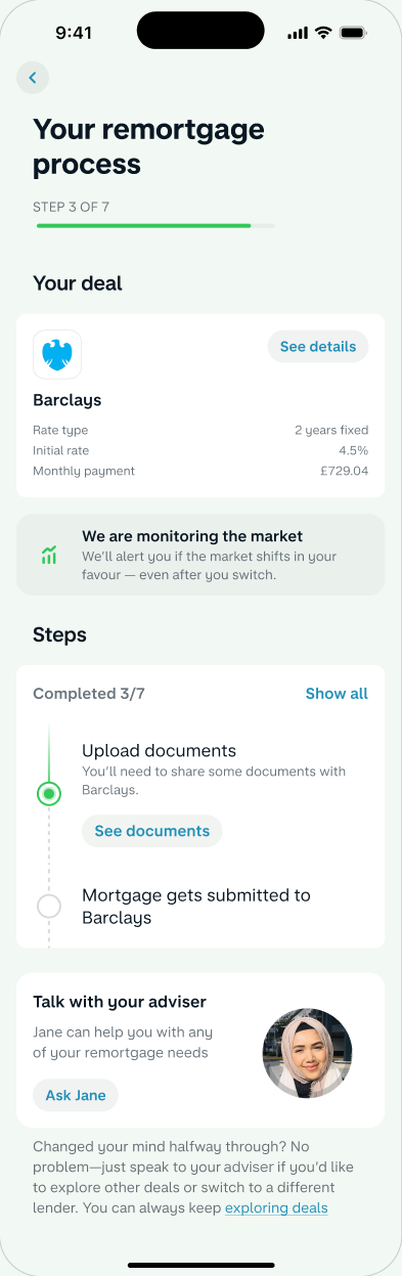 9:41
Your remortgage
process
STEP 3 OF 7
Your deal
See details
Barclays
Rate type 2 years fixed
Initial rate 4.5%
Monthly payment £729.04
We are monitoring the market
We'll alert you if the market shifts in your
favour — even after you switch.
Steps
Completed 3/7 Show all
Upload documents
You'll need to share some documents with
Barclays.
See documents
Mortgage gets submitted to
Barclays
Talk with your adviser
Jane can help you with any
of your remortgage needs
Ask Jane
Changed your mind halfway through? No
problem—just speak to your adviser if you'd like
to explore other deals or switch to a different
lender. You can always keep exploring deals